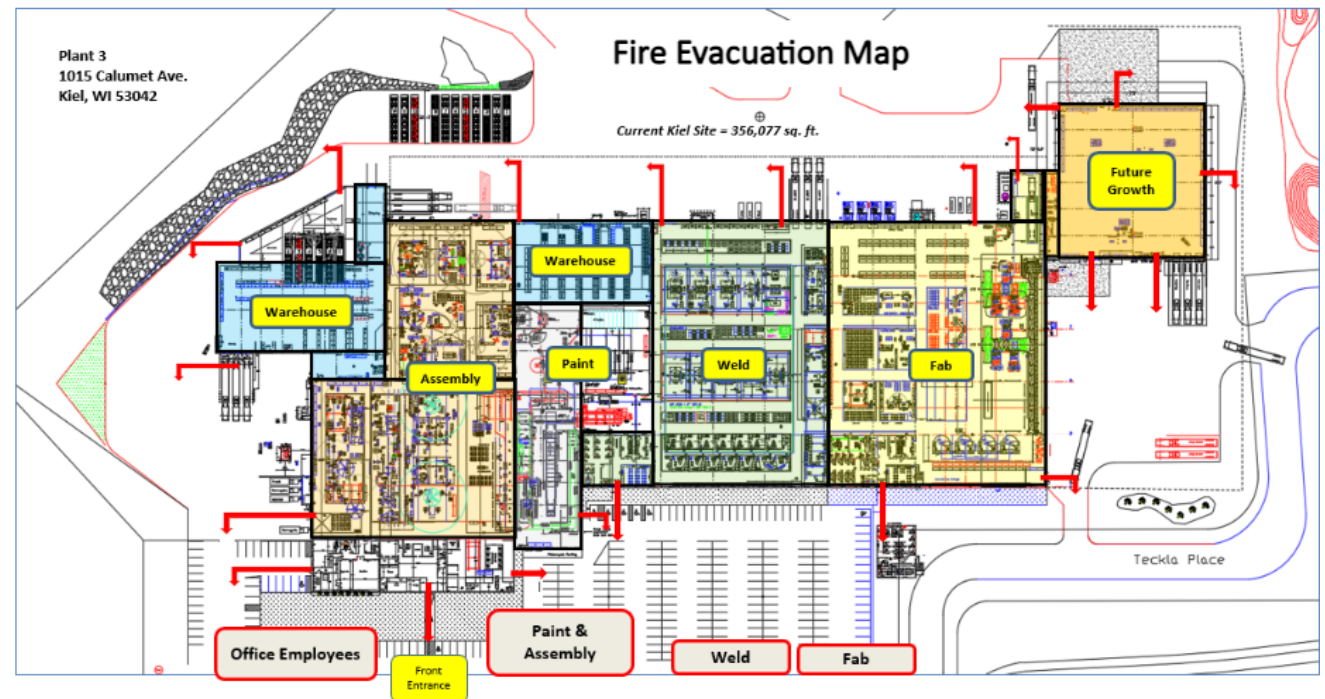 Fire Evacuation Map
Plant 3
1015 Calumet Ave.
Kiel, WI 53042
Current Kiel Site = 356,077 sq. ft.
Future
Growth
Warehouse
Warehouse
Paint
Weld
Fab
Assembly
Teckla Place
Office Employees
Front
Entrance
Paint &
Assembly
Weld
Fab